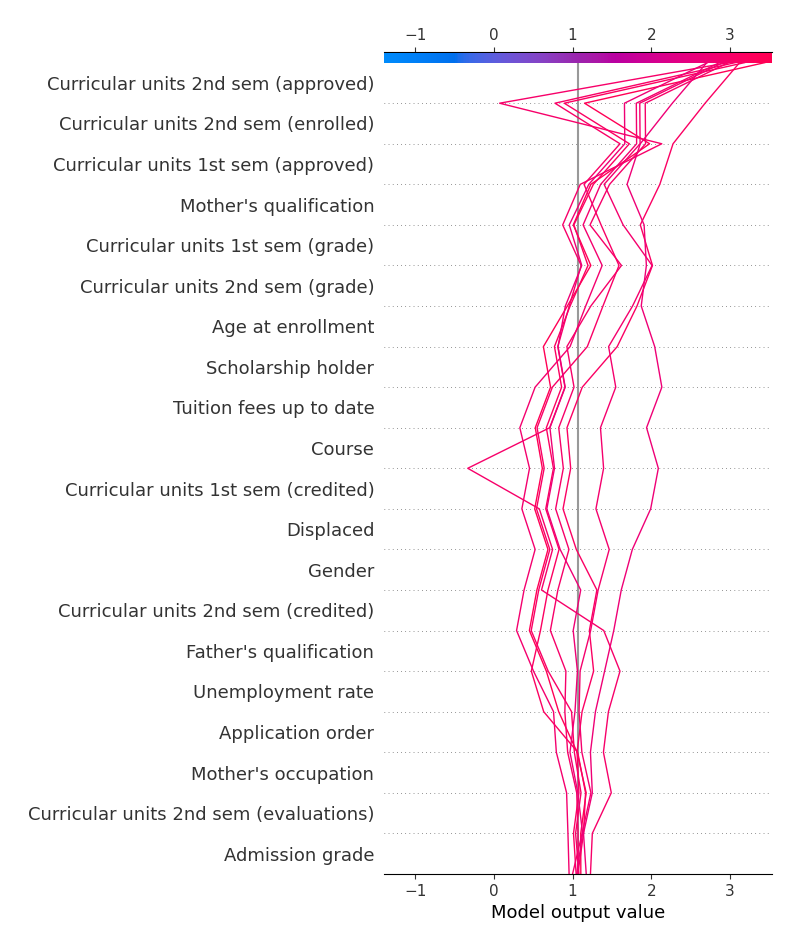 −1 0 1 2 3
Curricular units 2nd sem (approved)
Curricular units 2nd sem (enrolled)
Curricular units 1st sem (approved)
Mother's qualification
Curricular units 1st sem (grade)
Curricular units 2nd sem (grade)
Age at enrollment
Scholarship holder
Tuition fees up to date
Course
Curricular units 1st sem (credited)
Displaced
Gender
Curricular units 2nd sem (credited)
Father's qualification
Unemployment rate
Application order
Mother's occupation
Curricular units 2nd sem (evaluations)
Admission grade
−1 0 1 2 3
Model output value